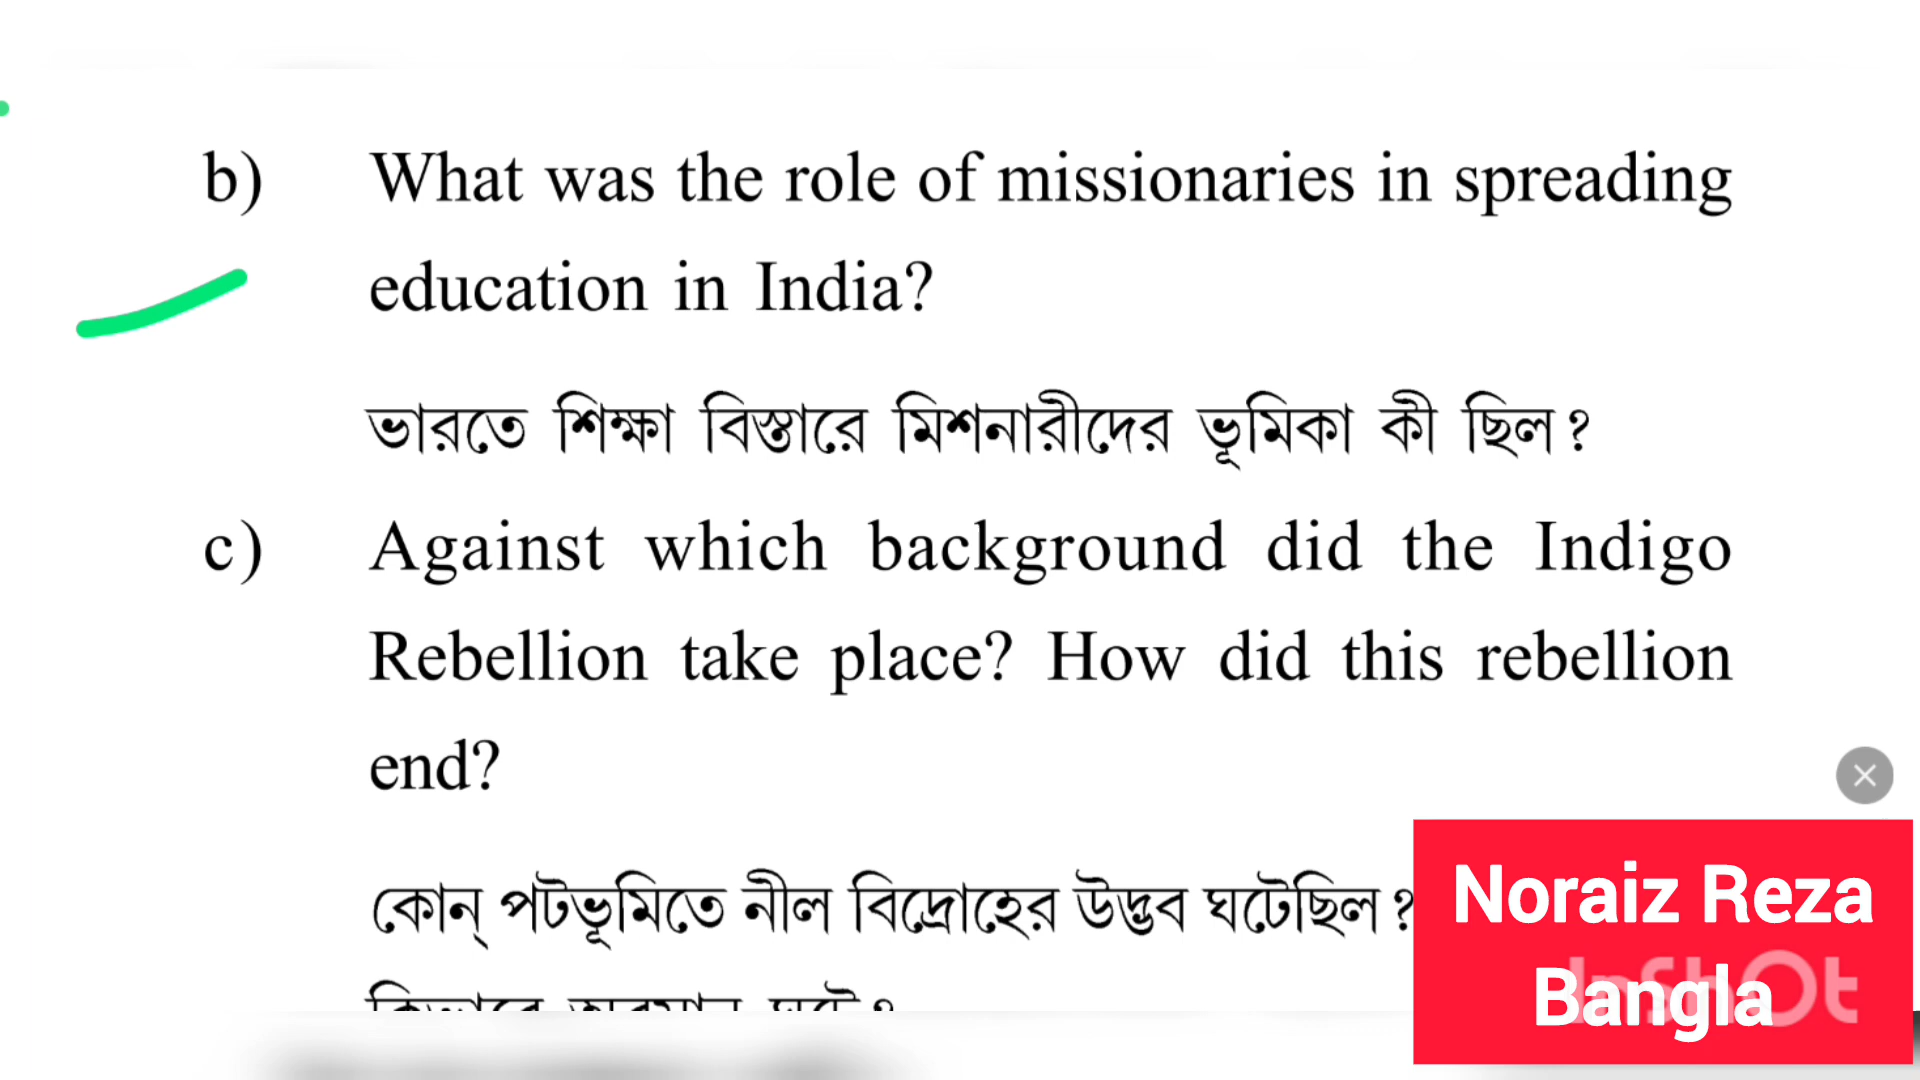 b) What was the role of missionaries in spreading
education in India?
ভারতে শিক্ষা বিস্তারে মিশনারীদের ভূমিকা কী ছিল?
c) Against which background did the Indigo
Rebellion take place? How did this rebellion
end?
কোন্ পটভূমিতে নীল বিদ্রোহের উদ্ভব ঘটেছিল?
Noraiz Reza
Bangla
InShOt